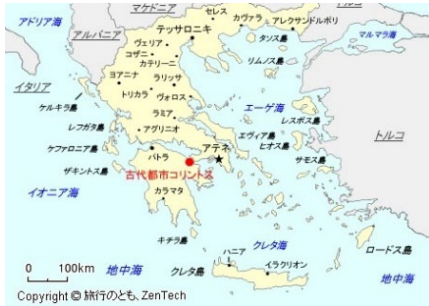 マケドニア
セレス
カヴァラ
アレクサンドルポリ
トルコ
アドリア海
アルバニア
テッサロニキ
タソス島
マルマラ海
ヴェリア
コザニ
カテリーニ
リムノス島
イタリア
ヨアニナ
ラリッサ
トリカラ
ヴォロス
ケルキラ島
エーゲ海
レスボス島
ラミア
レフカダ島
アグリニオ
エヴィア島
トルコ
ケファロニア島
パトラ
アテネ
ヒオス島
サモス島
ザキントス島
古代都市コリントス
イオニア海
カラマタ
キチラ島
クレタ海
ロードス島
0 100km
地中海
クレタ島
ハニア
イラクリオン
地中海
Copyright © 旅行のとも、ZenTech